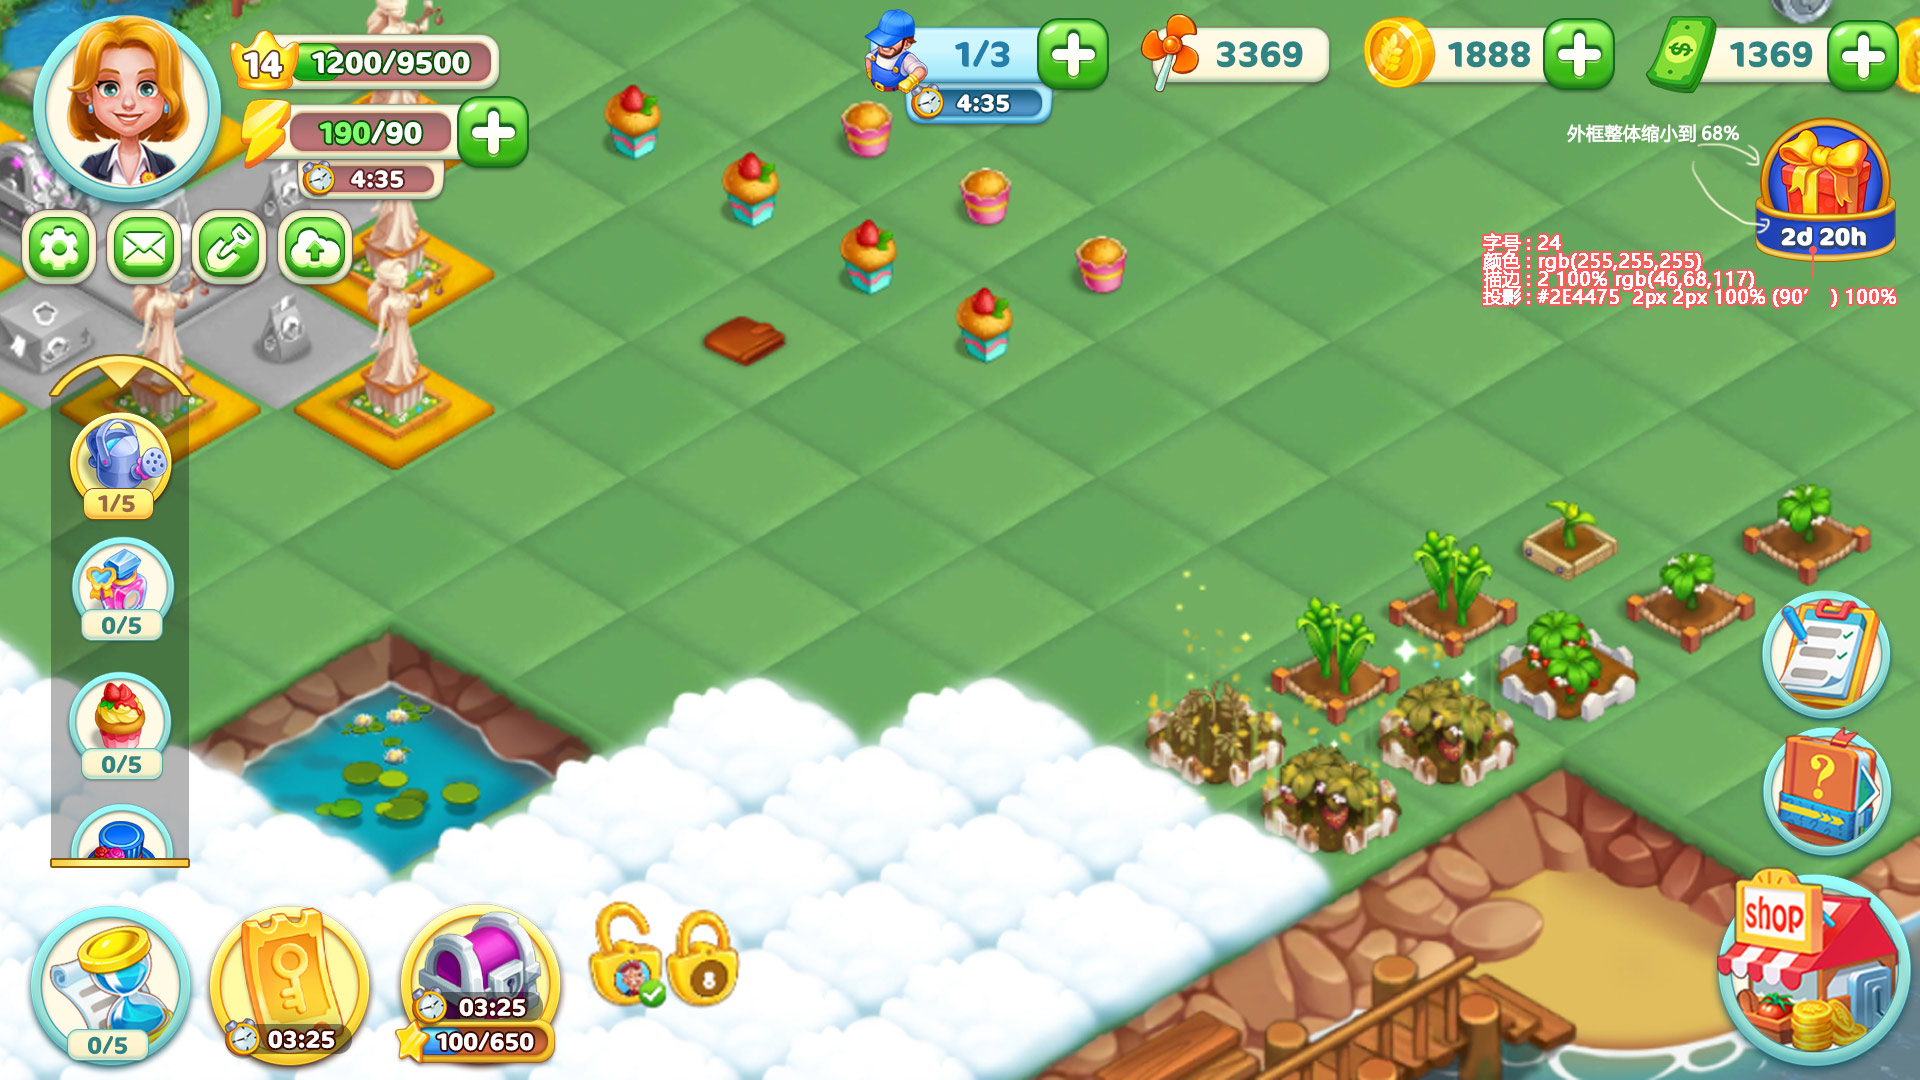 14
1200/9500
190/90
4:35
1/3
4:35
3369
1888
1369
外框整体缩小到 68%
2d 20h
字号 : 24
颜色 : rgb(255,255,255)
描边 : 2 100% rgb(46,68,117)
投影 : #2E4475 2px 2px 100% (90′ ) 100%
1/5
0/5
0/5
?
shop
0/5
03:25
03:25
100/650
8